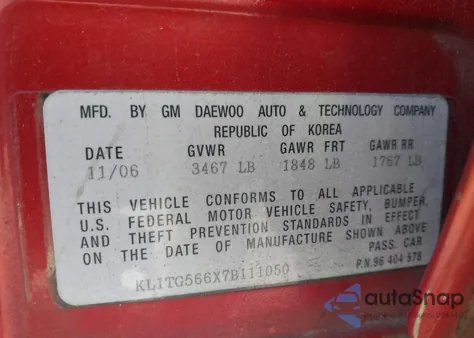 MFD. BY GM DAEWOO AUTO & TECHNOLOGY COMPANY
REPUBLIC OF KOREA
DATE GVWR GAWR FRT GAWR RR
11/06 3467 LB 1848 LB 1767 LB
THIS VEHICLE CONFORMS TO ALL APPLICABLE
U.S. FEDERAL MOTOR VEHICLE SAFETY, BUMPER,
AND THEFT PREVENTION STANDARDS IN EFFECT
ON THE DATE OF MANUFACTURE SHOWN ABOVE
KL1TG566X7B111050 PASS. CAR
P.N.96 404 578
autoSnap